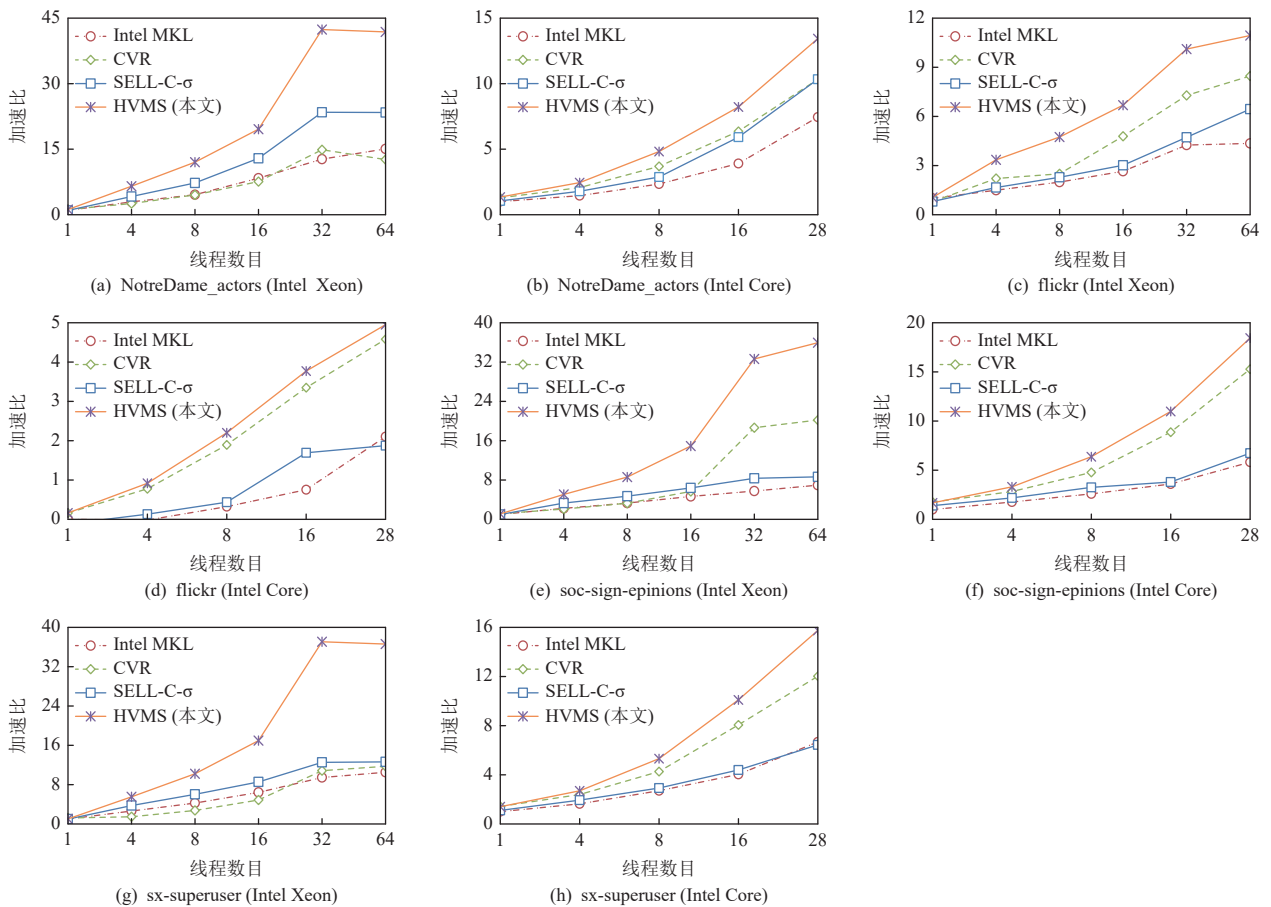 45
30
15
0
加速比
Intel MKL
CVR
SELL-C-σ
HVMS (本文)
1 4 8 16 32 64
线程数目
(a) NotreDame_actors (Intel Xeon)
15
10
5
0
加速比
Intel MKL
CVR
SELL-C-σ
HVMS (本文)
1 4 8 16 28
线程数目
(b) NotreDame_actors (Intel Core)
12
9
6
3
0
加速比
Intel MKL
CVR
SELL-C-σ
HVMS (本文)
1 4 8 16 32 64
线程数目
(c) flickr (Intel Xeon)
5
4
3
2
1
0
加速比
Intel MKL
CVR
SELL-C-σ
HVMS (本文)
1 4 8 16 28
线程数目
(d) flickr (Intel Core)
40
32
24
16
8
0
加速比
Intel MKL
CVR
SELL-C-σ
HVMS (本文)
1 4 8 16 32 64
线程数目
(e) soc-sign-epinions (Intel Xeon)
20
15
10
5
0
加速比
Intel MKL
CVR
SELL-C-σ
HVMS (本文)
1 4 8 16 28
线程数目
(f) soc-sign-epinions (Intel Core)
40
32
24
16
8
0
加速比
Intel MKL
CVR
SELL-C-σ
HVMS (本文)
1 4 8 16 32 64
线程数目
(g) sx-superuser (Intel Xeon)
16
12
8
4
0
加速比
Intel MKL
CVR
SELL-C-σ
HVMS (本文)
1 4 8 16 28
线程数目
(h) sx-superuser (Intel Core)